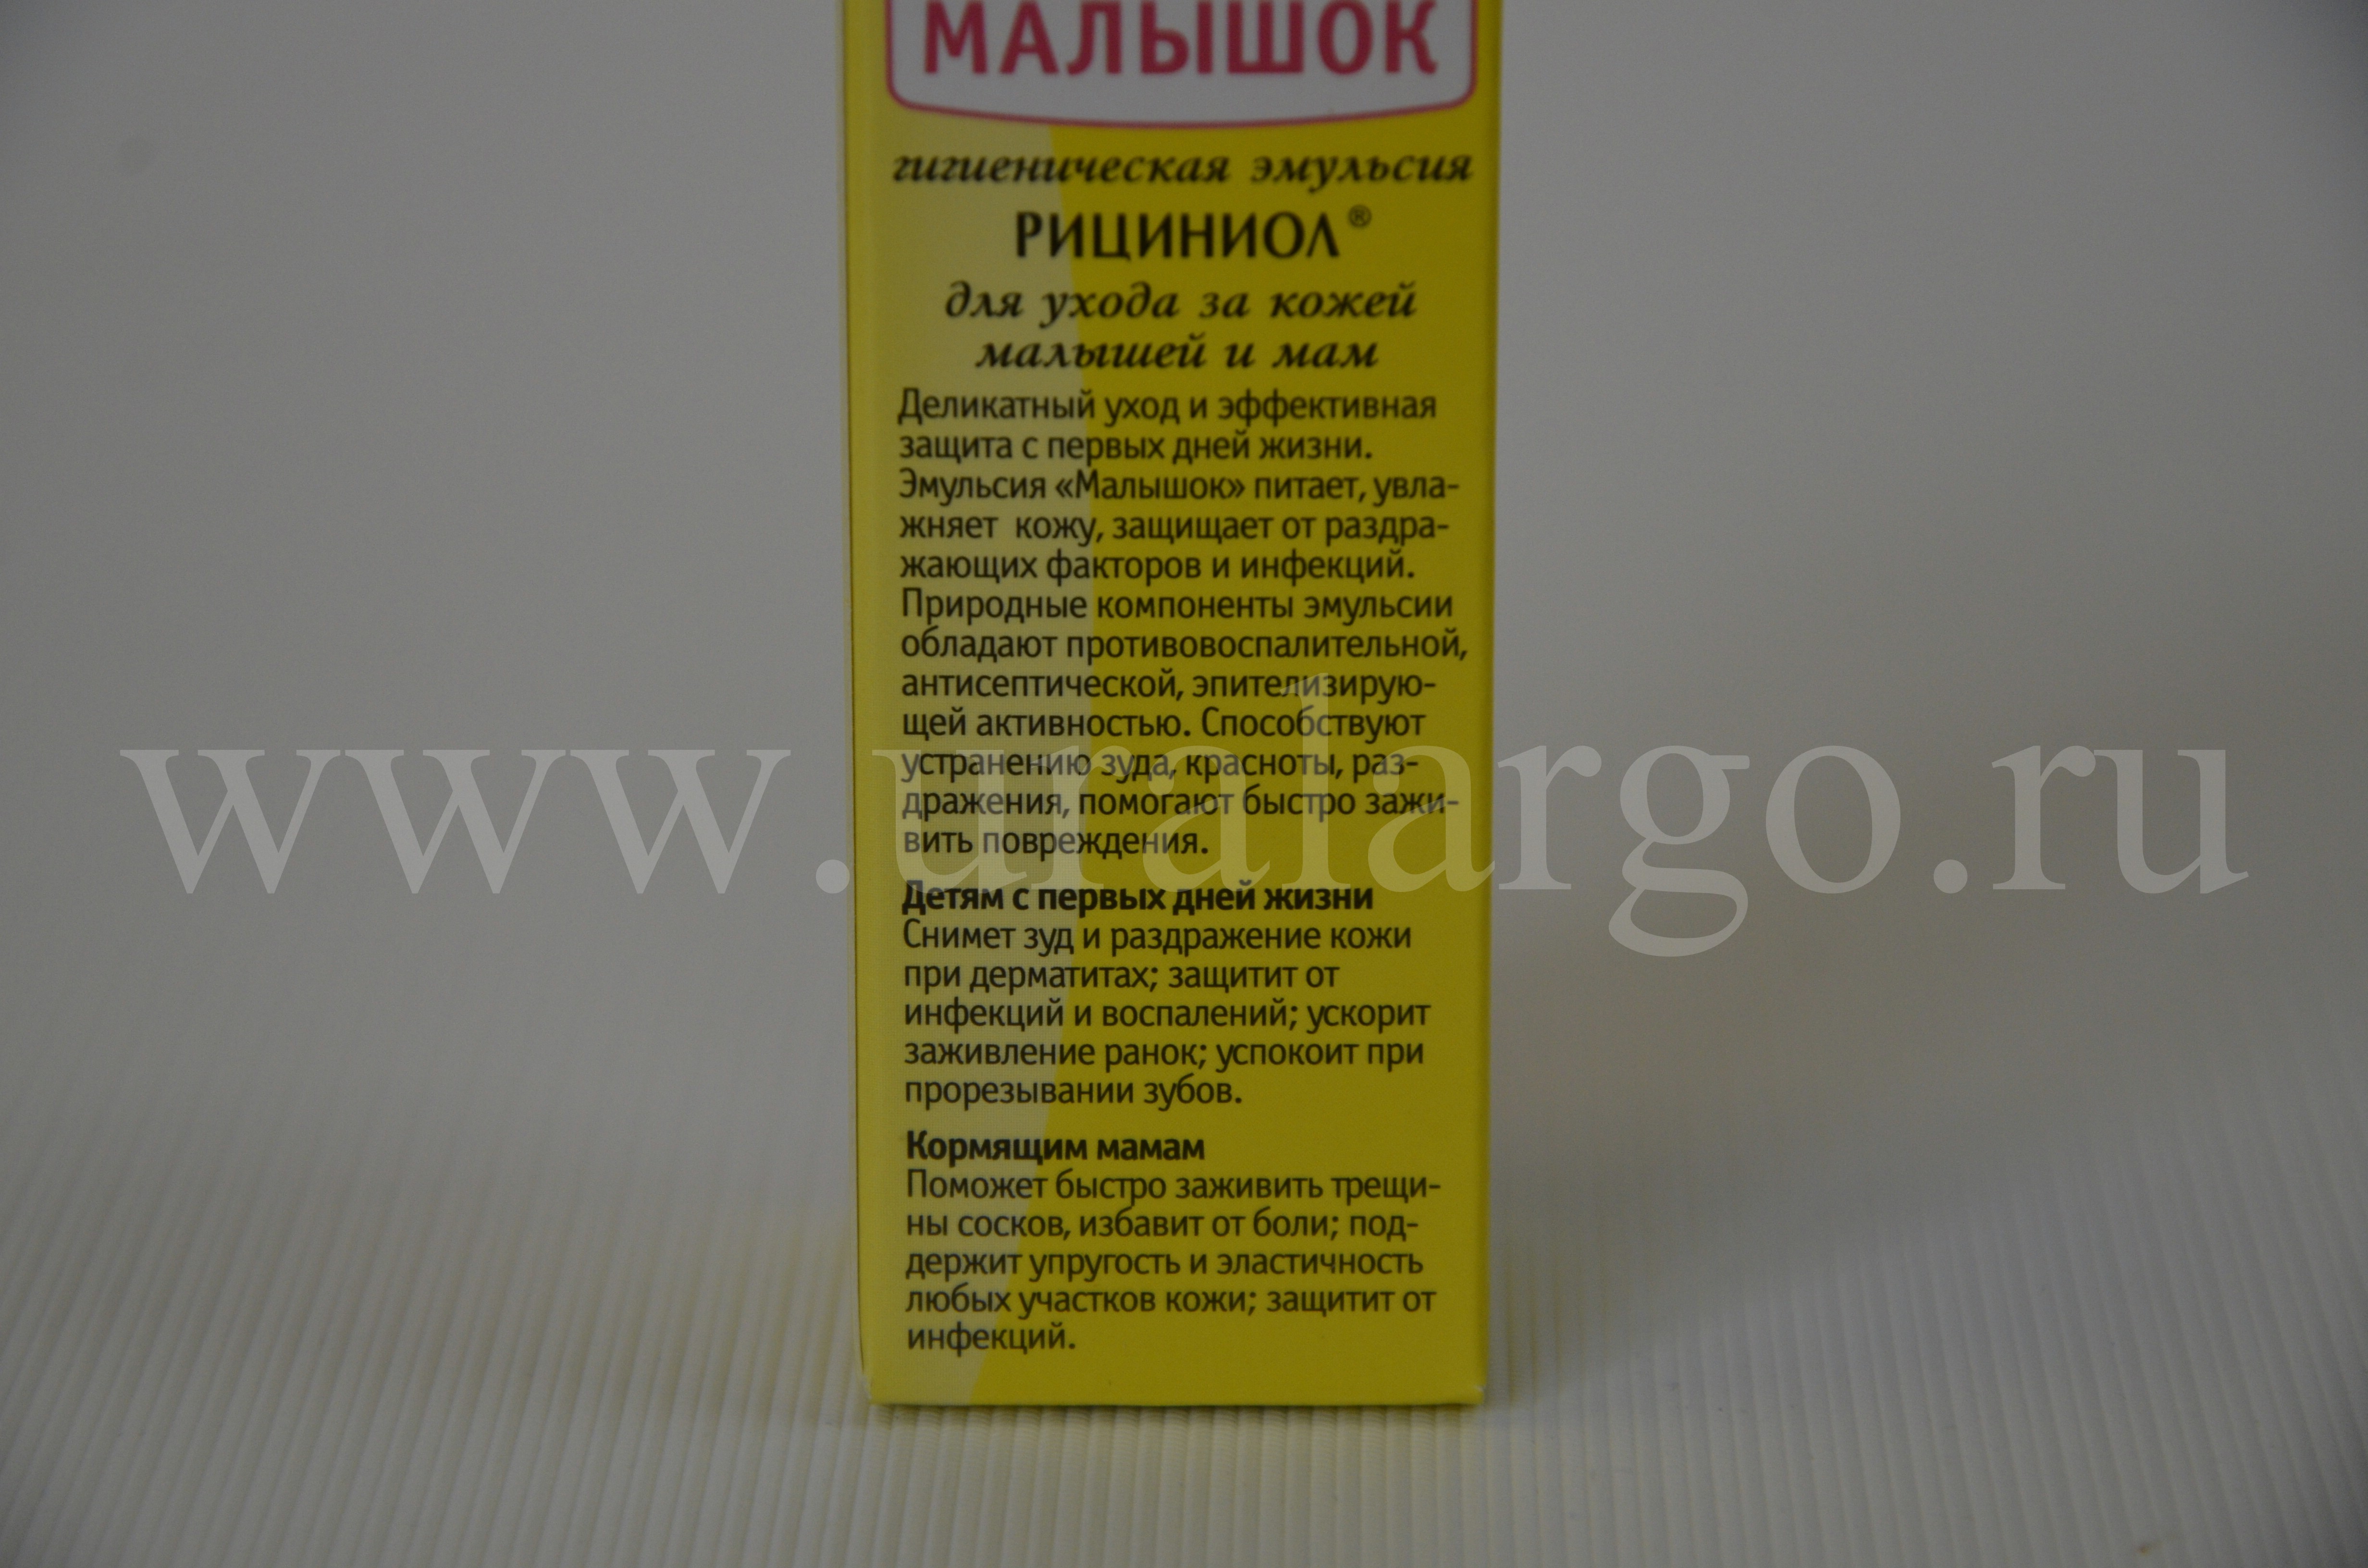 МАЛЫШОК
гигиеническая эмульсия
РИЦИНИОЛ®
для ухода за кожей
малышей и мам
Деликатный уход и эффективная
защита с первых дней жизни.
Эмульсия «Малышок» питает, увла-
жняет кожу, защищает от раздра-
жающих факторов и инфекций.
Природные компоненты эмульсии
обладают противовоспалительной,
антисептической, эпителизирую-
щей активностью. Способствуют
устранению зуда, красноты, раз-
дражения, помогают быстро зажи-
вить повреждения.
www.uralargo.ru
Детям с первых дней жизни
Снимет зуд и раздражение кожи
при дерматитах; защитит от
инфекций и воспалений; ускорит
заживление ранок; успокоит при
прорезывании зубов.
Кормящим мамам
Поможет быстро заживить трещи-
ны сосков, избавит от боли; под-
держит упругость и эластичность
любых участков кожи; защитит от
инфекций.